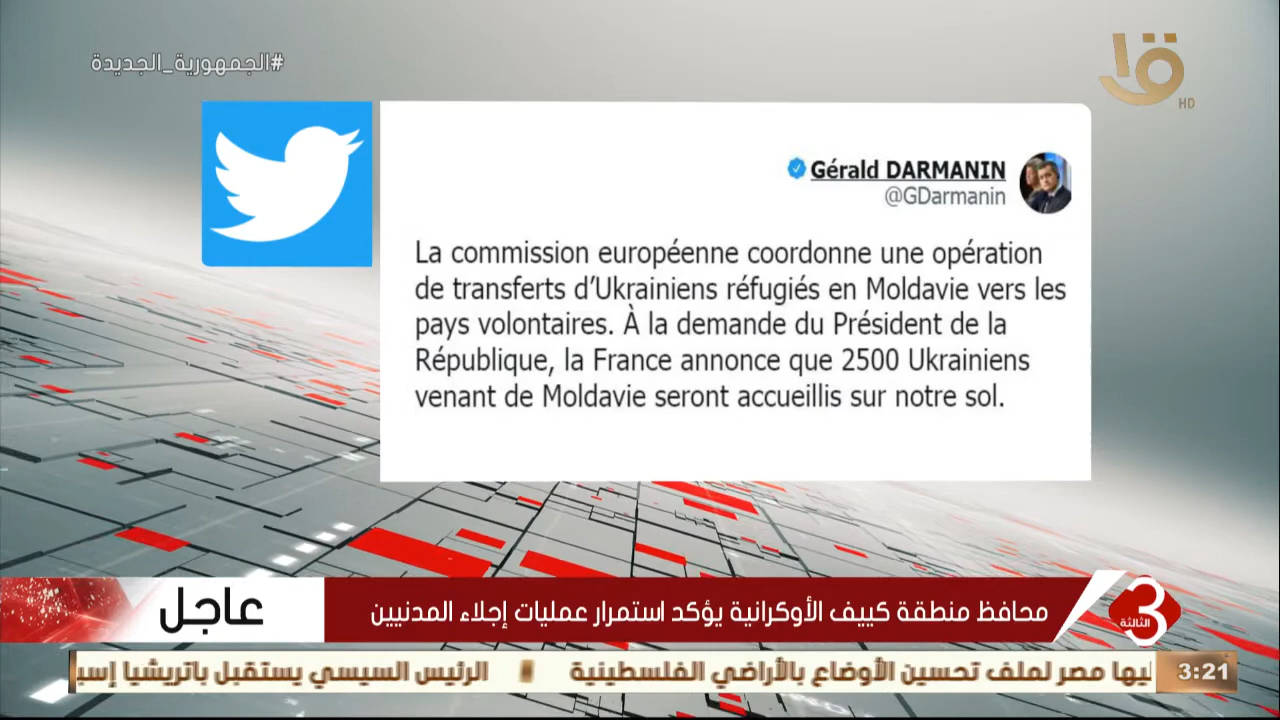 #الجمهورية_الجديدة
HD
Gérald DARMANIN
@GDarmanin
La commission européenne coordonne une opération
de transferts d'Ukrainiens réfugiés en Moldavie vers les
pays volontaires. À la demande du Président de la
République, la France annonce que 2500 Ukrainiens
venant de Moldavie seront accueillis sur notre sol.
عاجل
محافظ منطقة كييف الأوكرانية يؤكد استمرار عمليات إجلاء المدنيين
3 الثالثة
ليها مصر لملف تحسين الأوضاع بالأراضي الفلسطينية
الرئيس السيسي يستقبل باتريشيا إسب
3:21